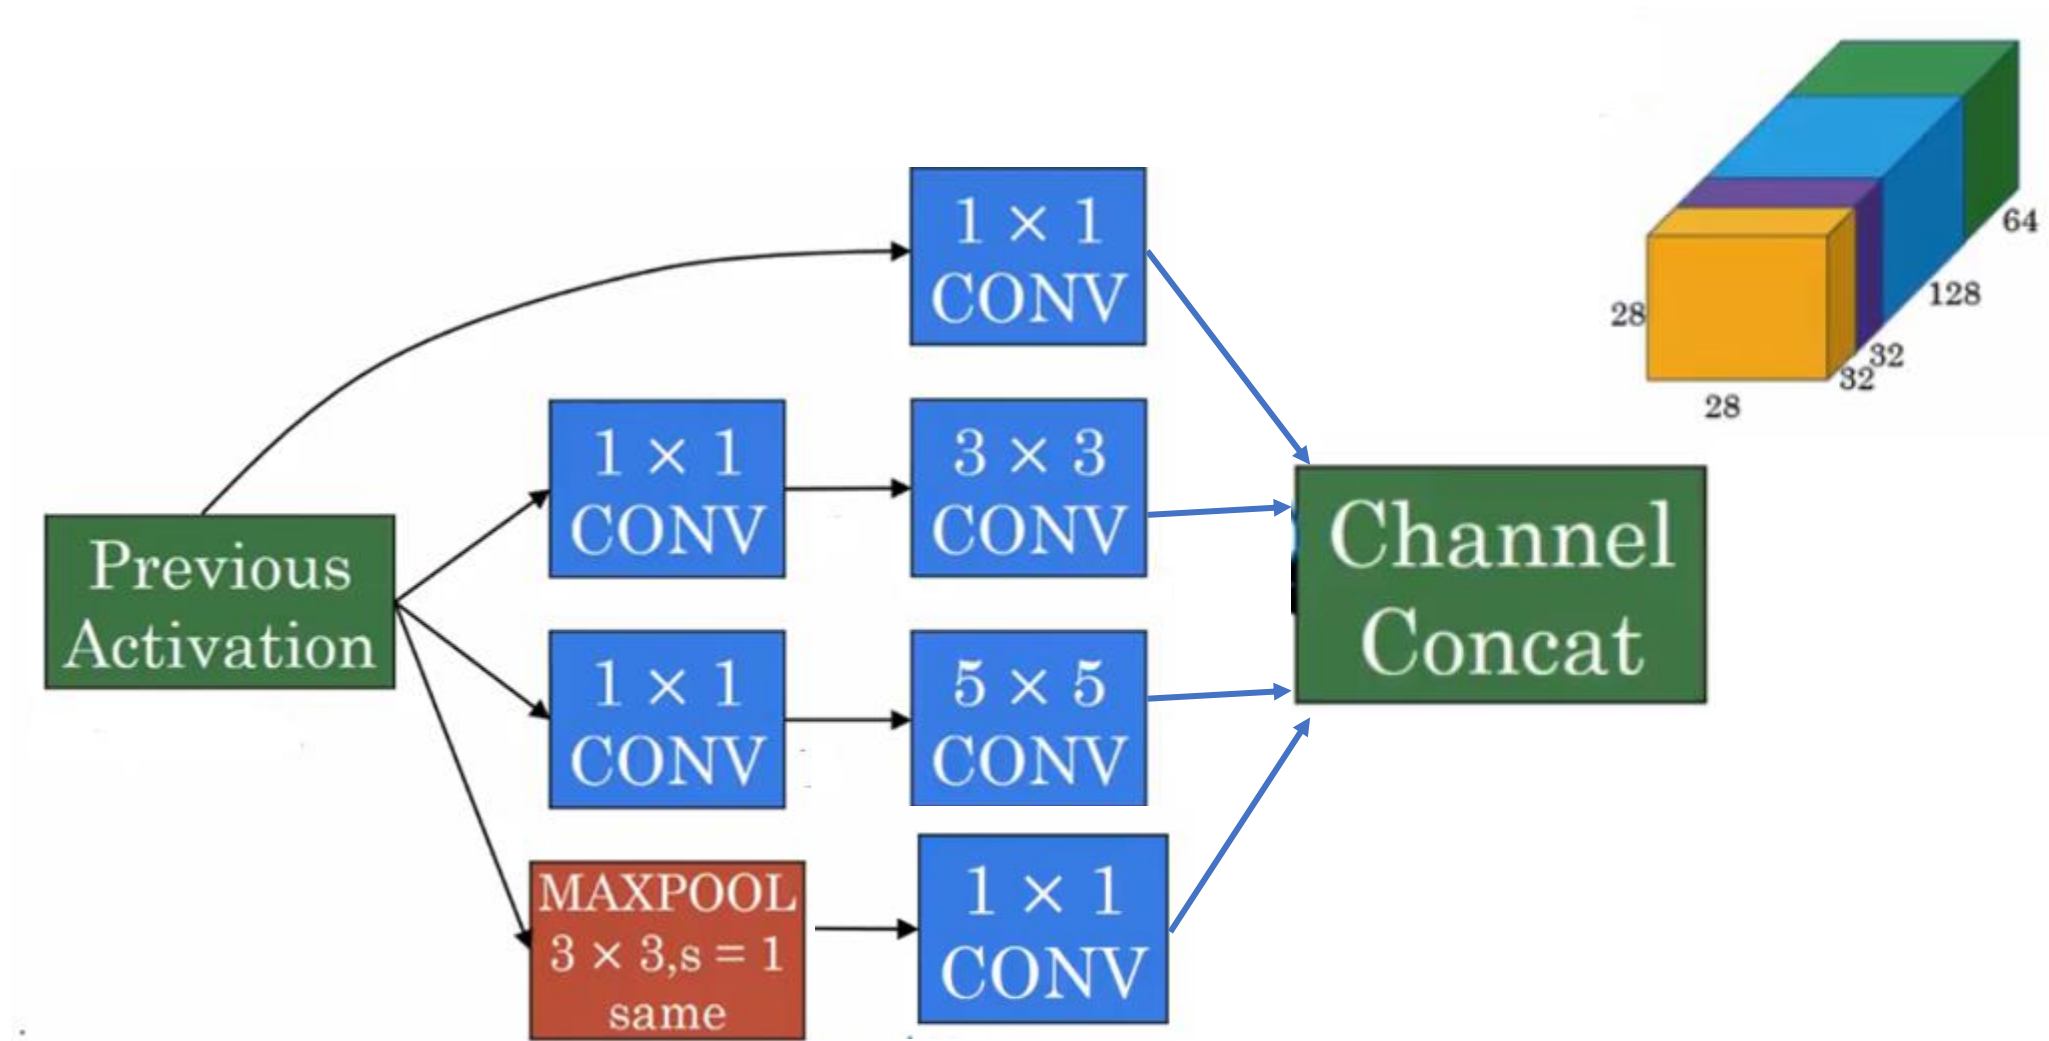 1 × 1
CONV
1 × 1
CONV
3 × 3
CONV
Previous
Activation
1 × 1
CONV
5 × 5
CONV
MAXPOOL
3 × 3,s = 1
same
1 × 1
CONV
Channel
Concat
64
128
28
32
32
28